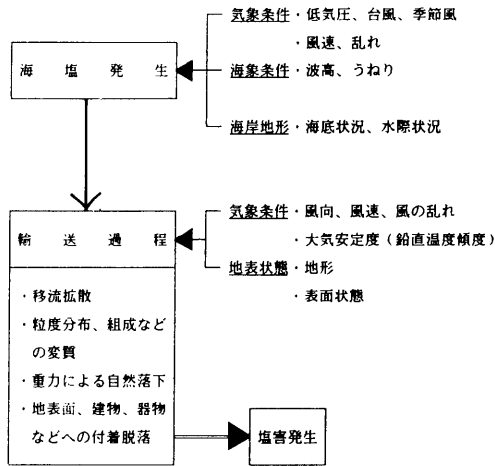 気象条件・低気圧、台風、季節風
・風速、乱れ
海塩発生
海象条件・波高、うねり
海岸地形・海底状況、水際状況
気象条件・風向、風速、風の乱れ
輸送過程
・大気安定度(鉛直温度傾度)
地表状態・地形
・表面状態
・移流拡散
・粒度分布、組成など
の変質
・重力による自然落下
・地表面、建物、器物
などへの付着脱落
塩害発生